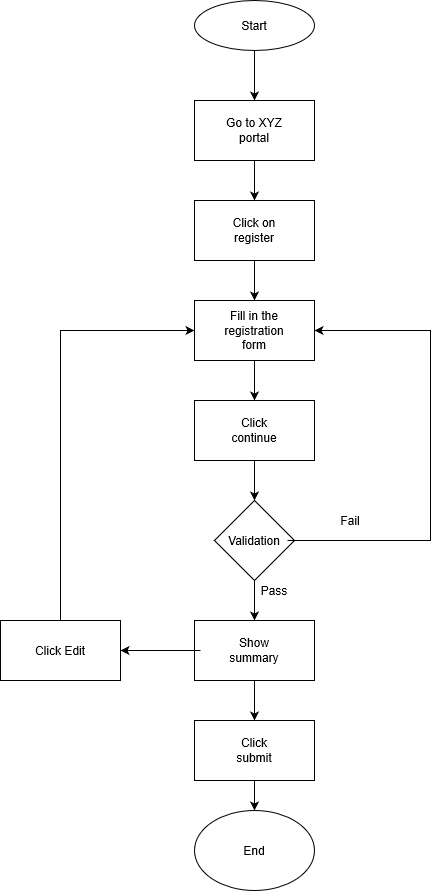 Start
Go to XYZ
portal
Click on
register
Fill in the
registration
form
Click
continue
Validation
Fail
Pass
Click Edit
Show
summary
Click
submit
End